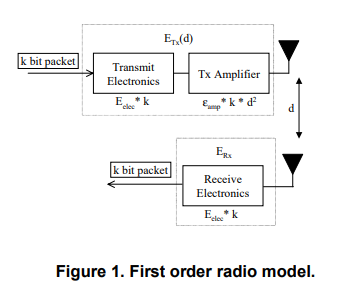 E_Tx(d)
k bit packet
Transmit
Electronics
Tx Amplifier
E_elec* k
ε_amp* k * d²
d
E_Rx
k bit packet
Receive
Electronics
E_elec* k
Figure 1. First order radio model.